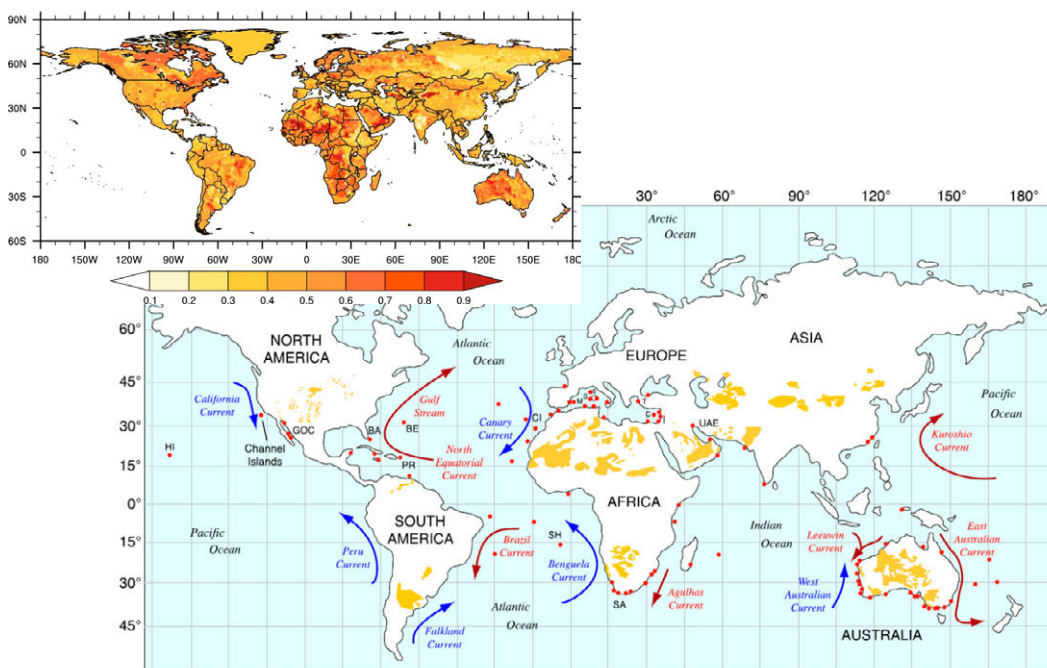 90N
60N
30N
0
30S
60S
180 150W 120W 90W 60W 30W 0 30E 60E 90E 120E 150E 18
0.1 0.2 0.3 0.4 0.5 0.6 0.7 0.8 0.9
30° 60° 90° 120° 150° 180°
Arctic
Ocean
60°
45°
30°
15°
0°
15°
30°
45°
NORTH
AMERICA
Atlantic
Ocean
EUROPE
ASIA
California
Current
Gulf
Stream
Canary
Current
Pacific
Ocean
Channel
Islands
GOC
HI
BA
BE
PR
CI
M
S
C
I
UAE
North
Equatorial
Current
Kuroshio
Current
AFRICA
SOUTH
AMERICA
Pacific
Ocean
Peru
Current
Brazil
Current
SH
Benguela
Current
Indian
Ocean
Leeuwin
Current
East
Australian
Current
West
Australian
Current
Agulhas
Current
SA
Atlantic
Ocean
Falkland
Current
AUSTRALIA